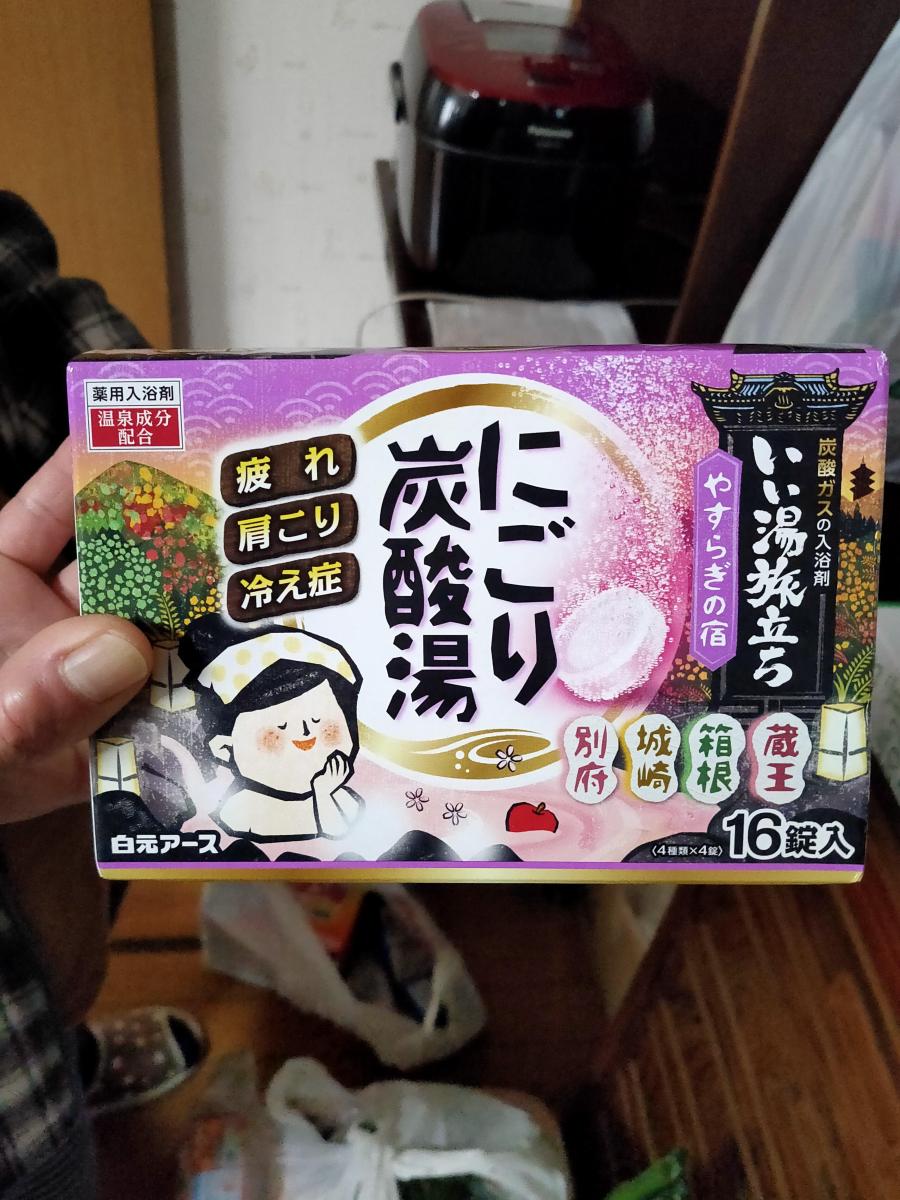 薬用入浴剤
温泉成分
配合
疲れ
肩こり
冷え症
にごり
炭酸湯
炭酸ガスの入浴剤
いい湯旅立ち
やすらぎの宿
別府
城崎
箱根
蔵王
白元アース
〈4種類×4錠〉16錠入
Panasonic